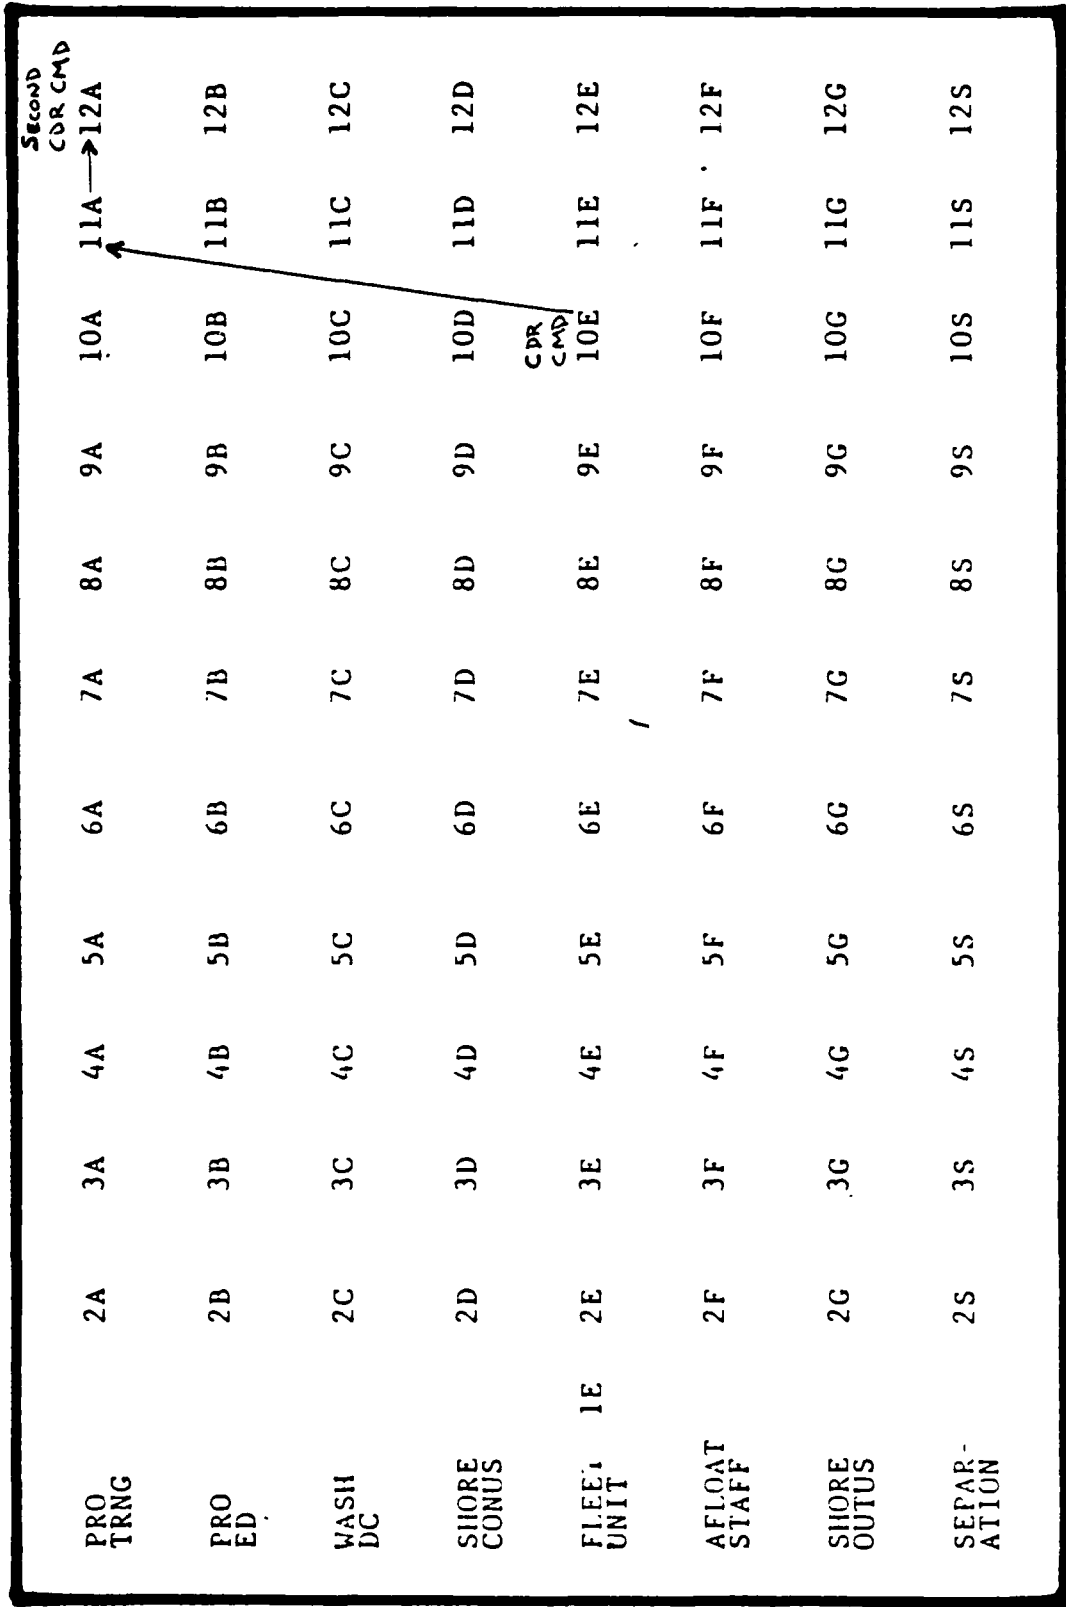 SECOND
CDR CMD
PRO TRNG 2A 3A 4A 5A 6A 7A 8A 9A 10A 11A 12A
PRO ED 2B 3B 4B 5B 6B 7B 8B 9B 10B 11B 12B
WASH DC 2C 3C 4C 5C 6C 7C 8C 9C 10C 11C 12C
SHORE CONUS 2D 3D 4D 5D 6D 7D 8D 9D 10D 11D 12D
CDR
CMD
FLEET UNIT 1E 2E 3E 4E 5E 6E 7E 8E 9E 10E 11E 12E
AFLOAT STAFF 2F 3F 4F 5F 6F 7F 8F 9F 10F 11F 12F
SHORE OUTUS 2G 3G 4G 5G 6G 7G 8G 9G 10G 11G 12G
SEPAR-
ATION 2S 3S 4S 5S 6S 7S 8S 9S 10S 11S 12S